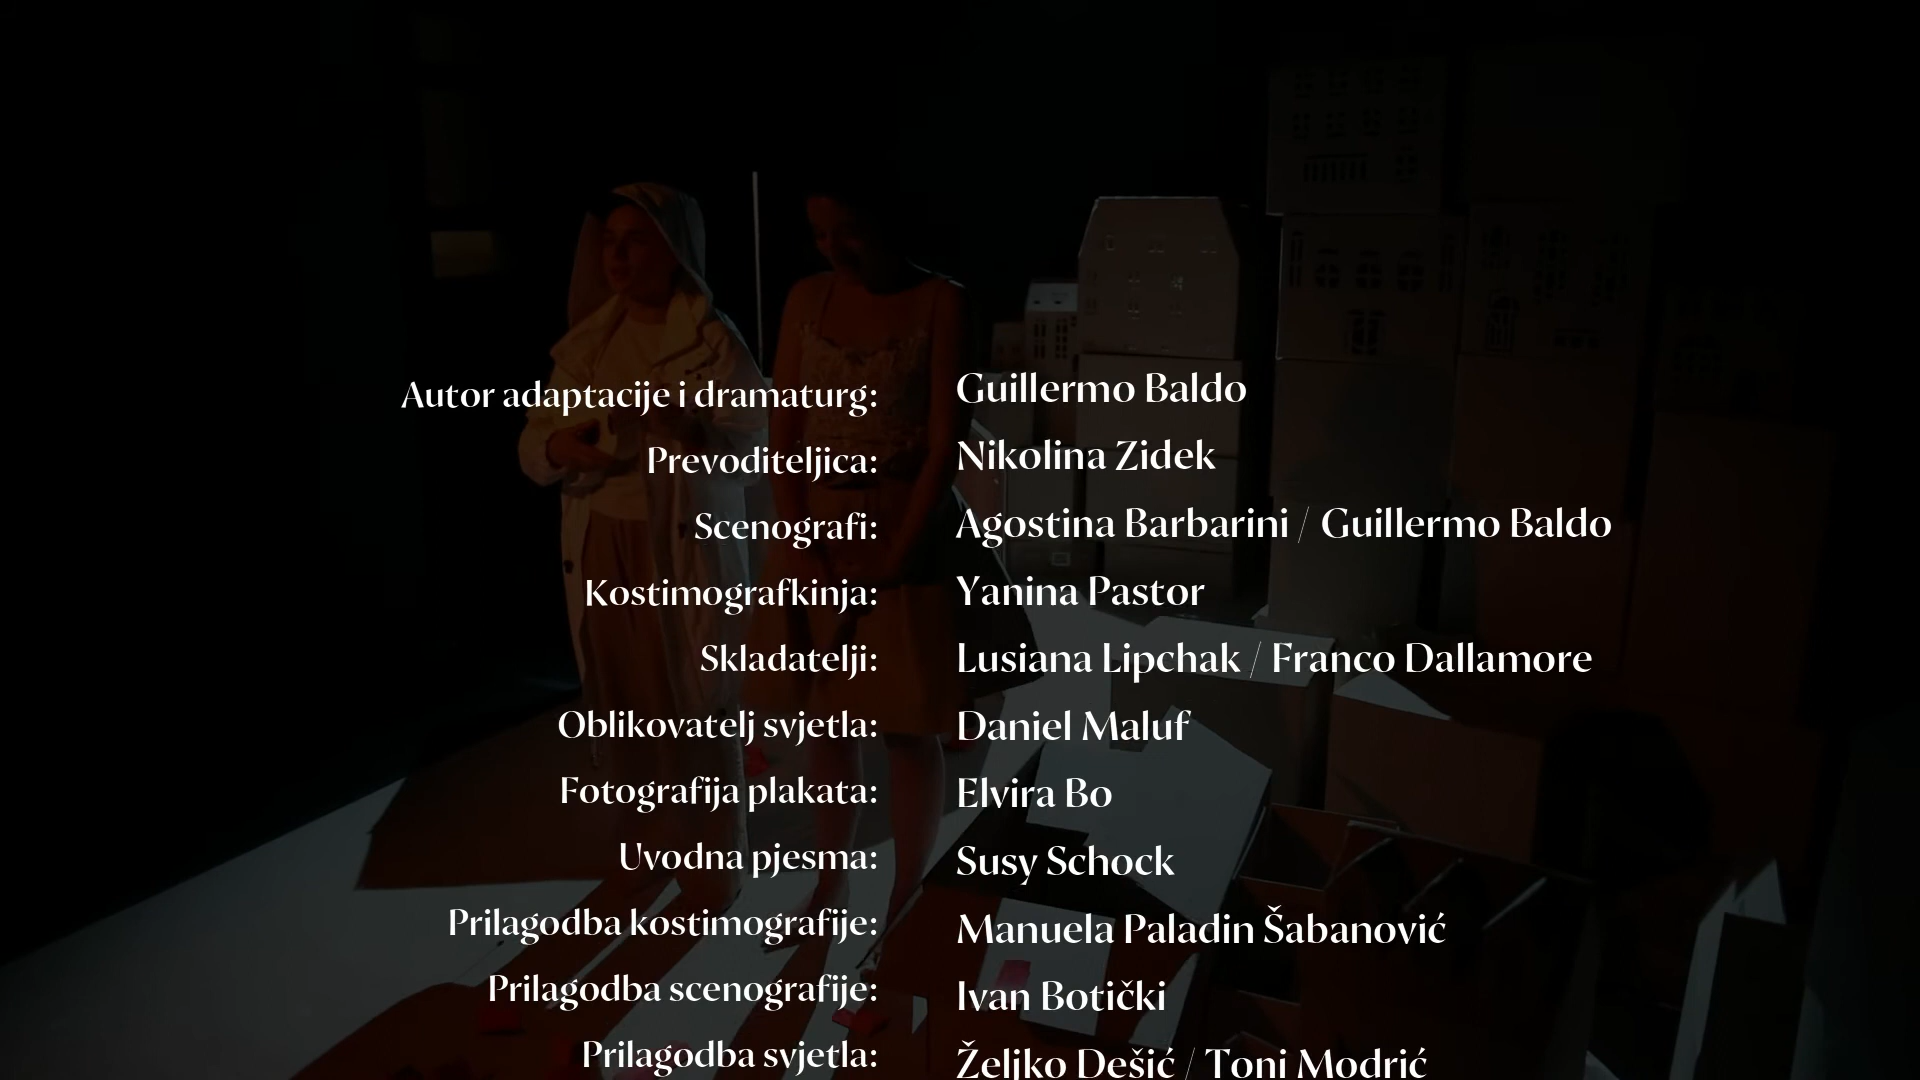 Autor adaptacije i dramaturg: Guillermo Baldo
Prevoditeljica: Nikolina Zidek
Scenografi: Agostina Barbarini / Guillermo Baldo
Kostimografkinja: Yanina Pastor
Skladatelji: Lusiana Lipchak / Franco Dallamore
Oblikovatelj svjetla: Daniel Maluf
Fotografija plakata: Elvira Bo
Uvodna pjesma: Susy Schock
Prilagodba kostimografije: Manuela Paladin Šabanović
Prilagodba scenografije: Ivan Botički
Prilagodba svjetla: Željko Dešić / Toni Modrić